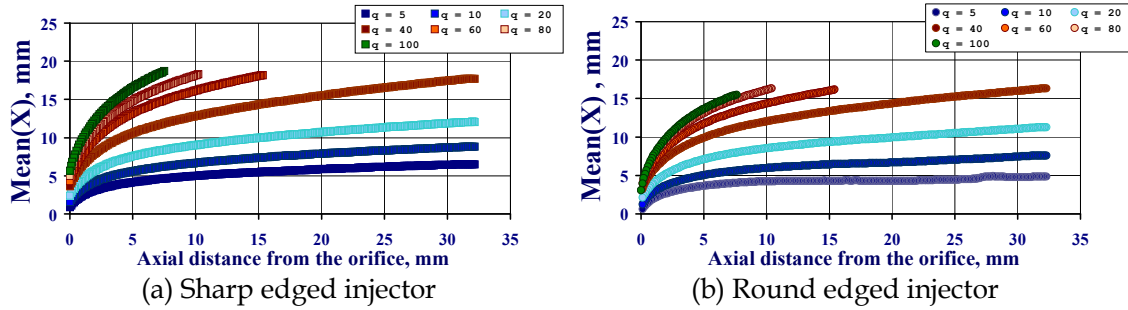 q = 5 q = 10 q = 20
q = 40 q = 60 q = 80
q = 100
25
20
15
10
5
0
Mean(X), mm
0 5 10 15 20 25 30 35
Axial distance from the orifice, mm
(a) Sharp edged injector
q = 5 q = 10 q = 20
q = 40 q = 60 q = 80
q = 100
25
20
15
10
5
0
Mean(X) , mm
0 5 10 15 20 25 30 35
Axial distance from the orifice, mm
(b) Round edged injector